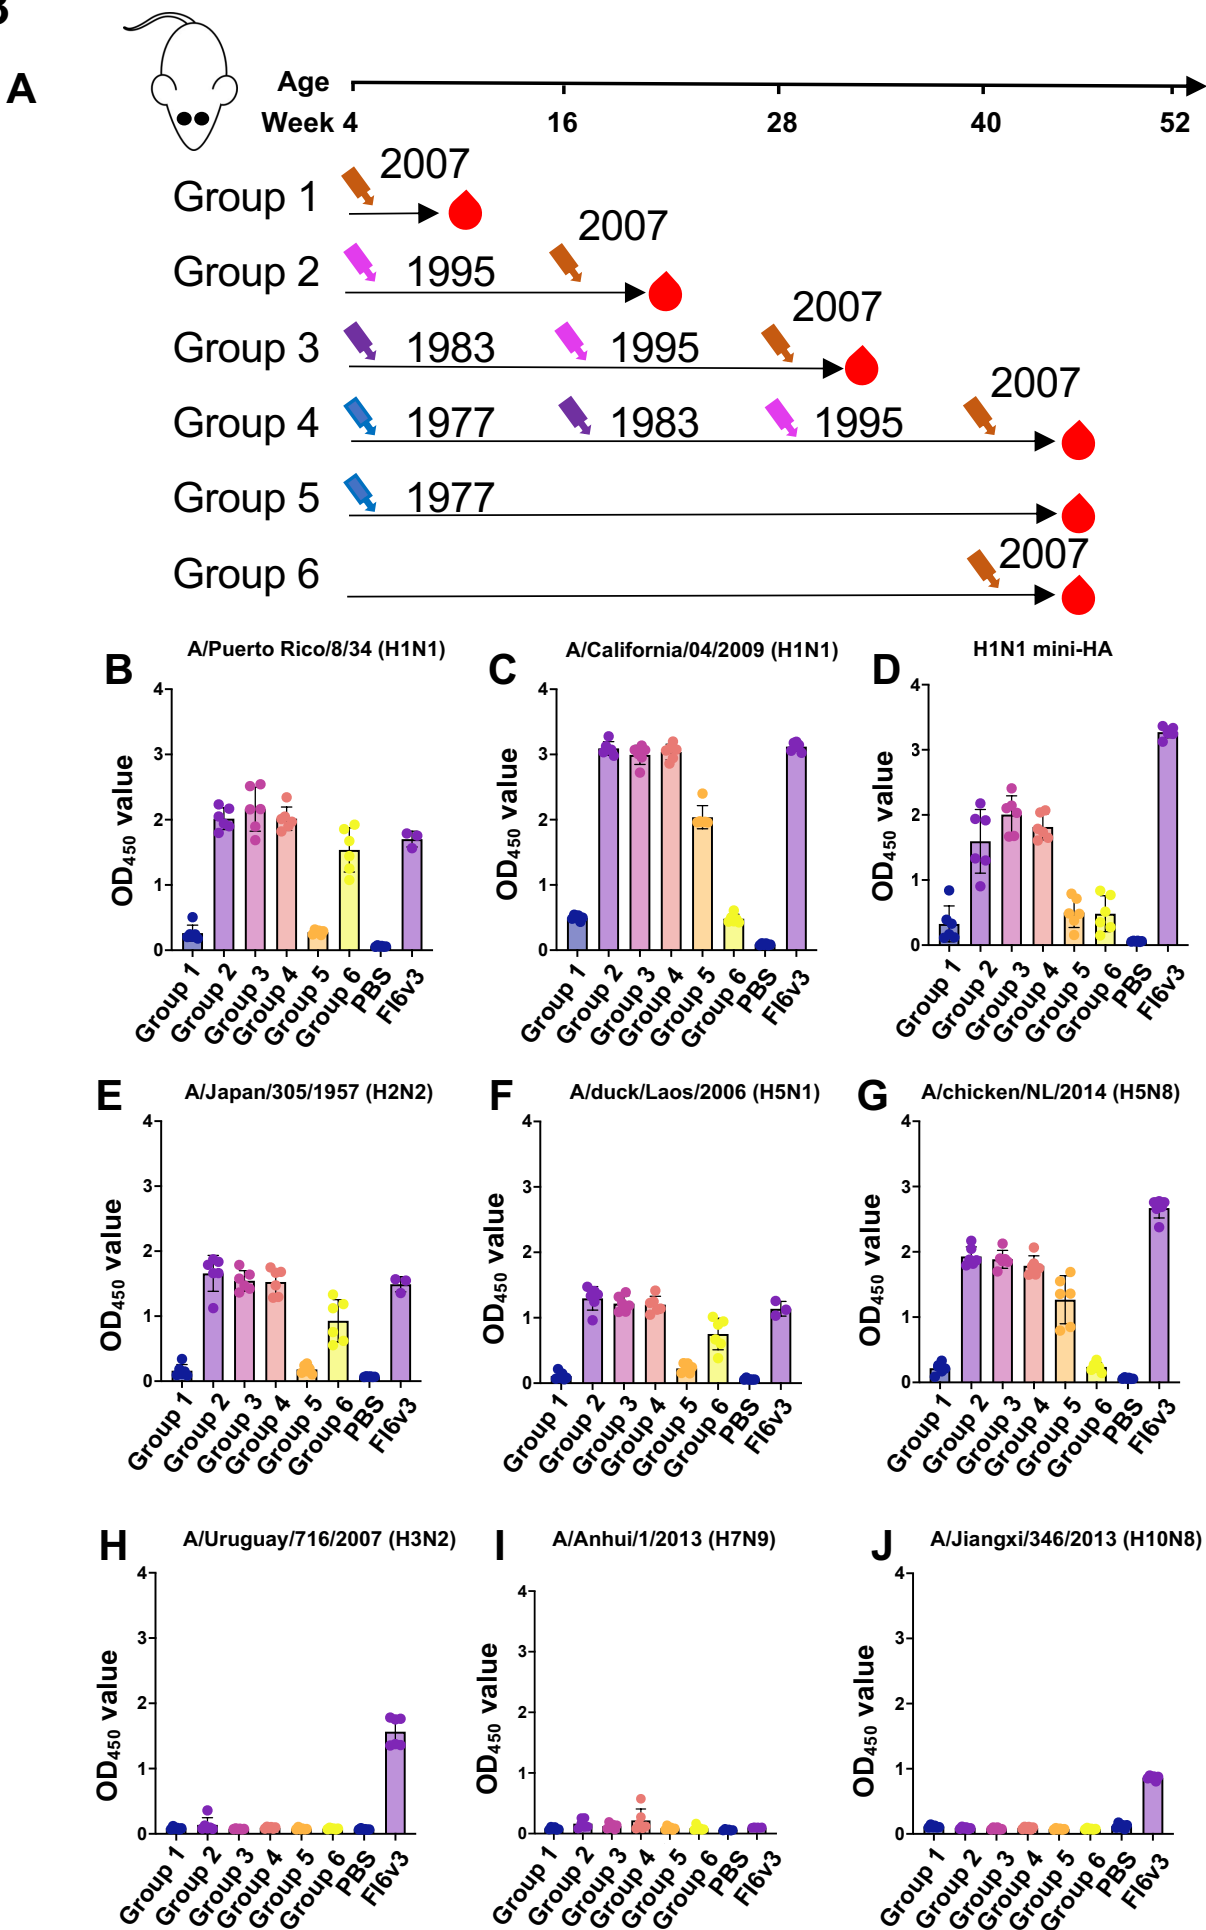 B
A
Age
Week 4 16 28 40 52
Group 1 2007
Group 2 1995 2007
Group 3 1983 1995 2007
Group 4 1977 1983 1995 2007
Group 5 1977
Group 6 2007
B A/Puerto Rico/8/34 (H1N1)
OD450 value
4
3
2
1
0
Group 1 Group 2 Group 3 Group 4 Group 5 Group 6 PBS FI6v3
C A/California/04/2009 (H1N1)
OD450 value
4
3
2
1
0
Group 1 Group 2 Group 3 Group 4 Group 5 Group 6 PBS FI6v3
D H1N1 mini-HA
OD450 value
4
3
2
1
0
Group 1 Group 2 Group 3 Group 4 Group 5 Group 6 PBS FI6v3
E A/Japan/305/1957 (H2N2)
OD450 value
4
3
2
1
0
Group 1 Group 2 Group 3 Group 4 Group 5 Group 6 PBS FI6v3
F A/duck/Laos/2006 (H5N1)
OD450 value
4
3
2
1
0
Group 1 Group 2 Group 3 Group 4 Group 5 Group 6 PBS FI6v3
G A/chicken/NL/2014 (H5N8)
OD450 value
4
3
2
1
0
Group 1 Group 2 Group 3 Group 4 Group 5 Group 6 PBS FI6v3
H A/Uruguay/716/2007 (H3N2)
OD450 value
4
3
2
1
0
Group 1 Group 2 Group 3 Group 4 Group 5 Group 6 PBS FI6v3
I A/Anhui/1/2013 (H7N9)
OD450 value
4
3
2
1
0
Group 1 Group 2 Group 3 Group 4 Group 5 Group 6 PBS FI6v3
J A/Jiangxi/346/2013 (H10N8)
OD450 value
4
3
2
1
0
Group 1 Group 2 Group 3 Group 4 Group 5 Group 6 PBS FI6v3